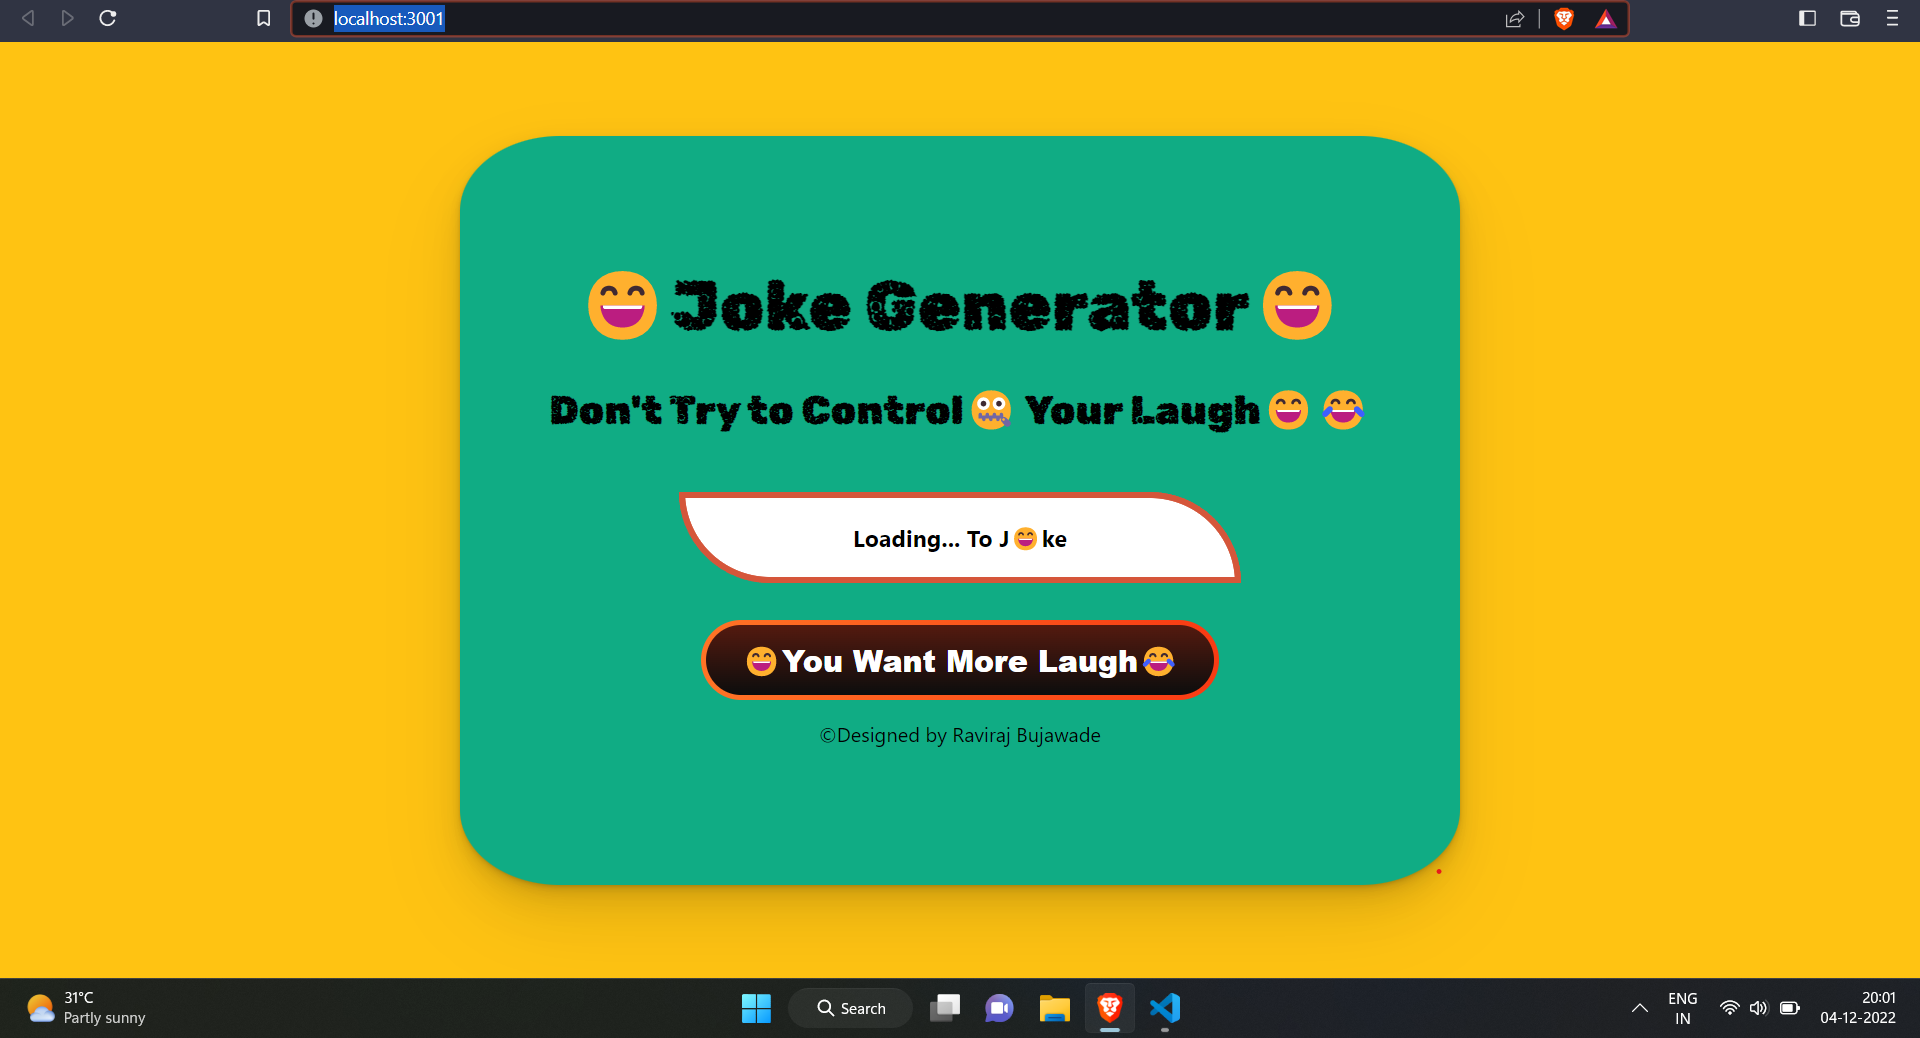 localhost:3001
😄 Joke Generator 😄
Don't Try to Control 🤐 Your Laugh 😄 😂
Loading... To J😄ke
😄You Want More Laugh😂
©Designed by Raviraj Bujawade
31°C
Partly sunny
Search
ENG
IN
20:01
04-12-2022